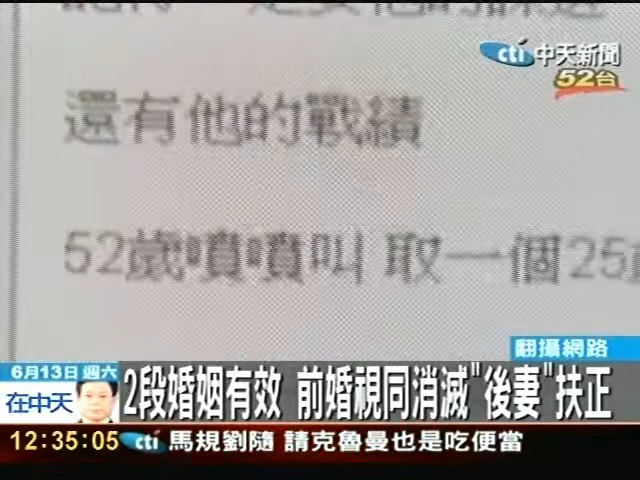 cti 中天新聞
52台
還有他的戰績
52歲噴噴叫 取一個25歲
翻攝網路
6月13日 週六
在中天
2段婚姻有效 前婚視同消滅"後妻"扶正
12:35:05 cti 馬規劉隨 請克魯曼也是吃便當